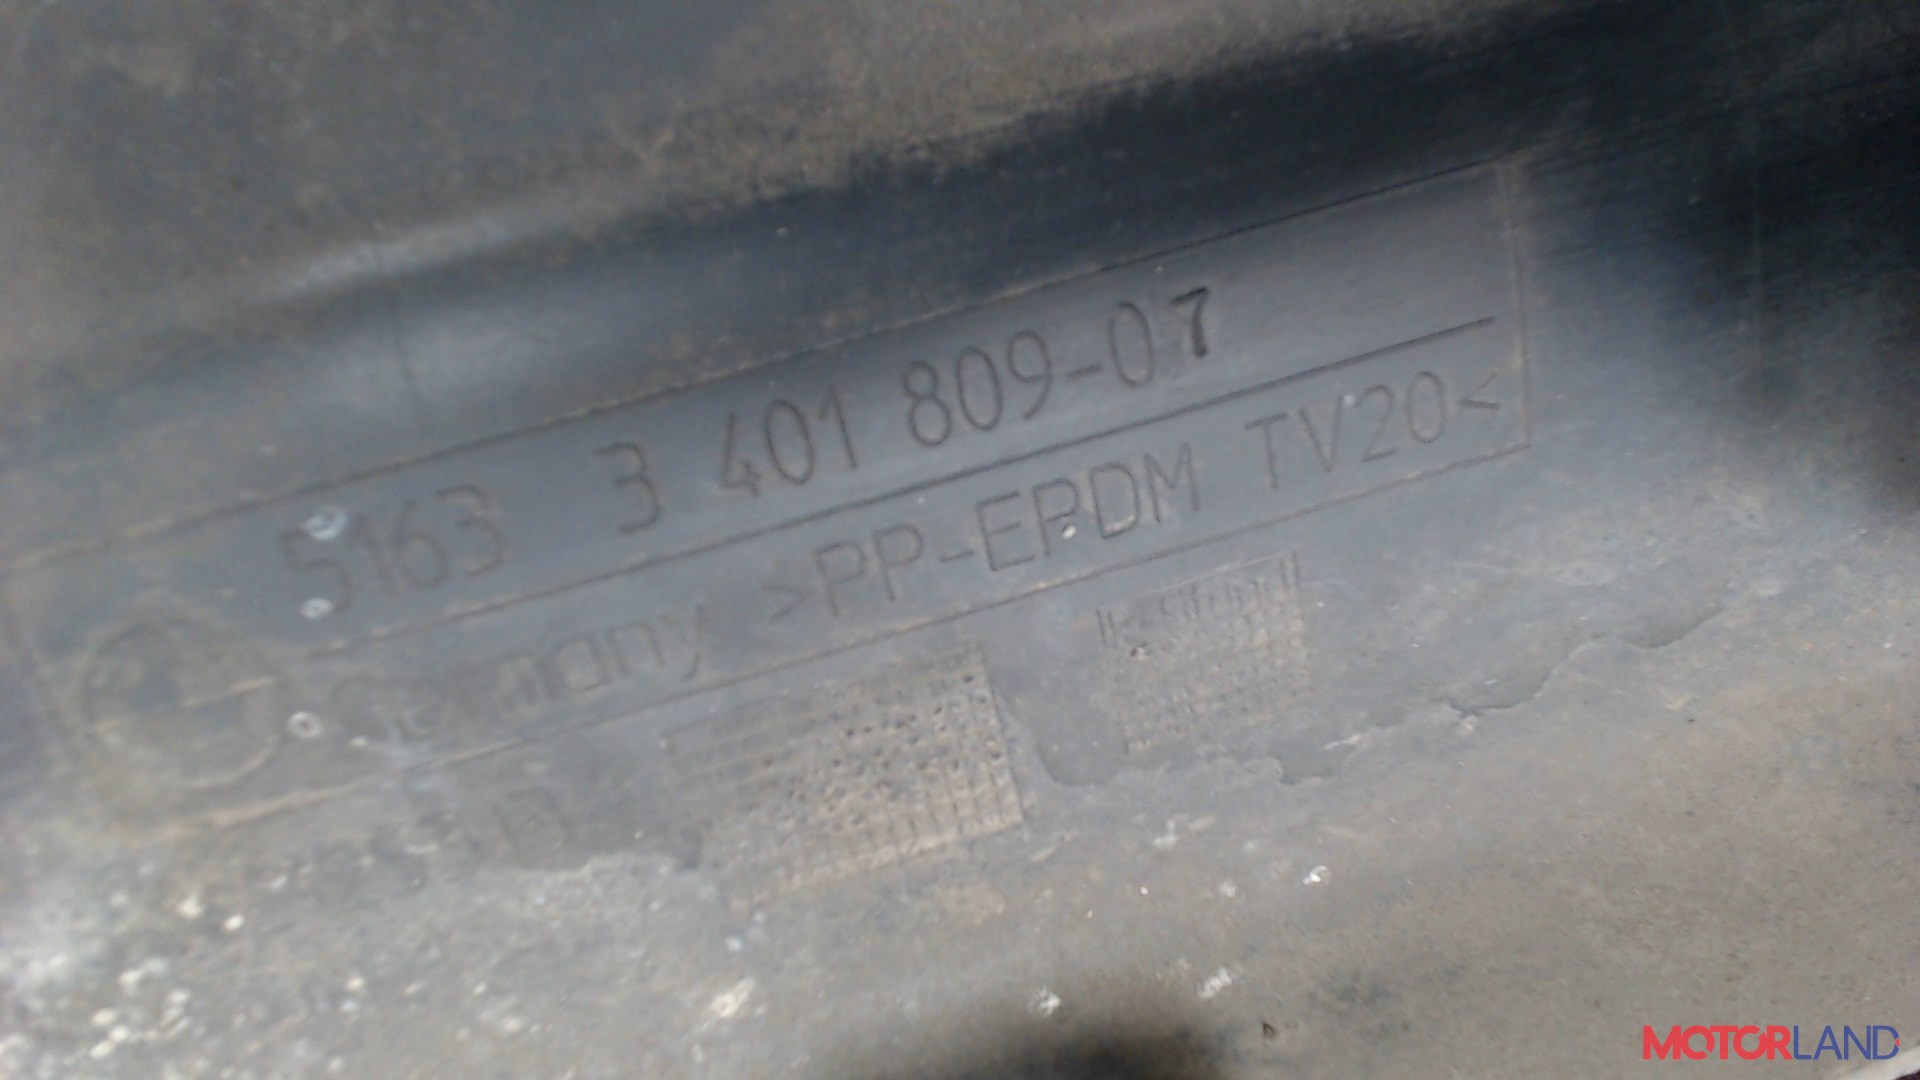 5163 3 401 809-07
Germany >PP-EPDM TV20<
MOTORLAND